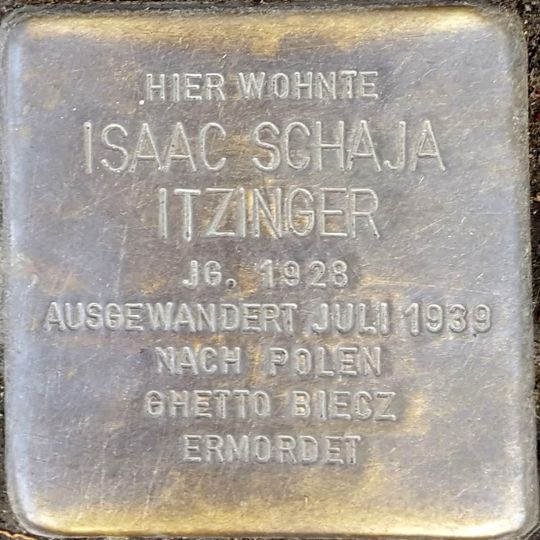 HIER WOHNTE
ISAAC SCHAJA
ITZINGER
JG. 1928
AUSGEWANDERT JULI 1939
NACH POLEN
GHETTO BIECZ
ERMORDET